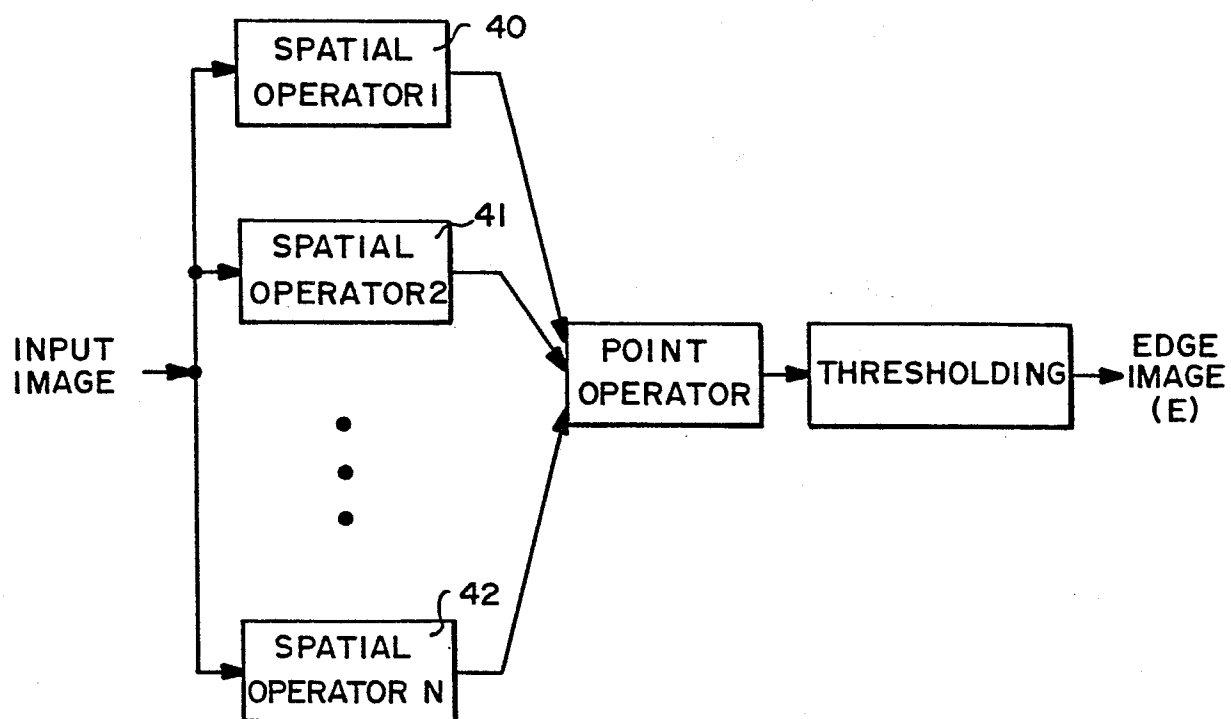 40
SPATIAL
OPERATOR 1
41
SPATIAL
OPERATOR 2
INPUT
IMAGE
POINT
OPERATOR
THRESHOLDING
EDGE
IMAGE
(E)
42
SPATIAL
OPERATOR N